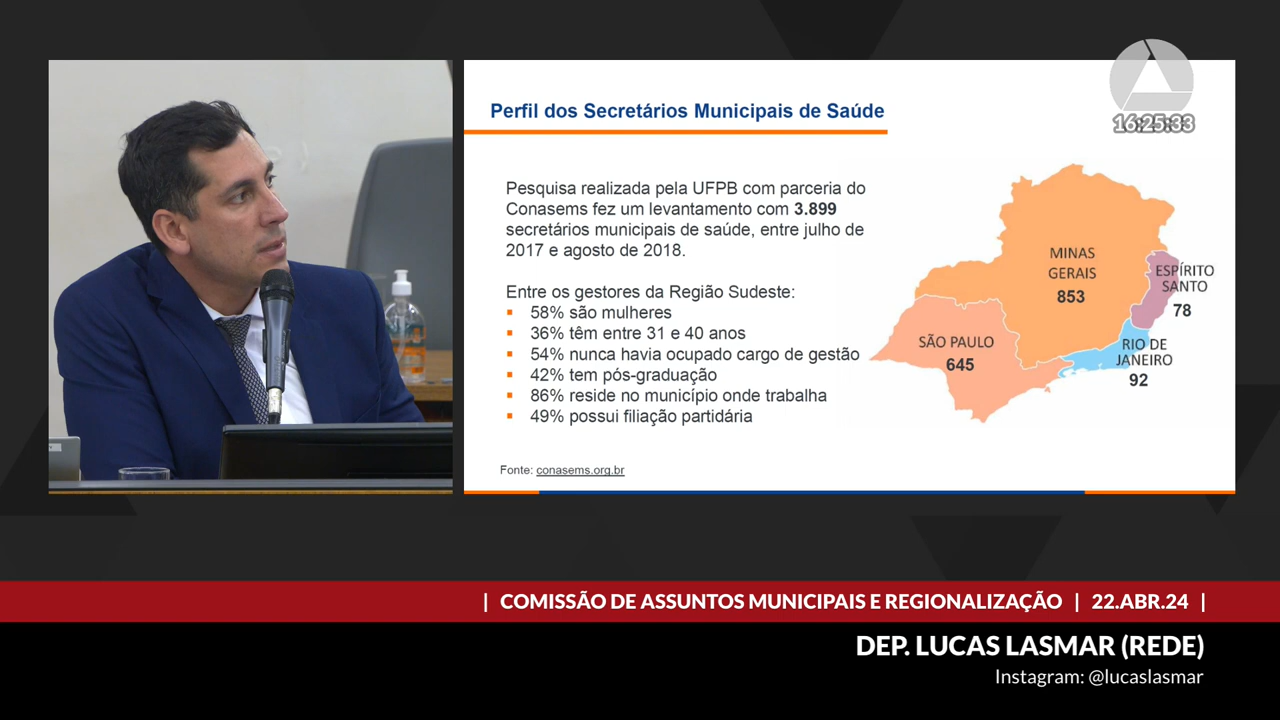 16:25:33
Perfil dos Secretários Municipais de Saúde
Pesquisa realizada pela UFPB com parceria do
Conasems fez um levantamento com 3.899
secretários municipais de saúde, entre julho de
2017 e agosto de 2018.
Entre os gestores da Região Sudeste:
▪ 58% são mulheres
▪ 36% têm entre 31 e 40 anos
▪ 54% nunca havia ocupado cargo de gestão
▪ 42% tem pós-graduação
▪ 86% reside no município onde trabalha
▪ 49% possui filiação partidária
Fonte: conasems.org.br
MINAS
GERAIS
853
ESPÍRITO
SANTO
78
SÃO PAULO
645
RIO DE
JANEIRO
92
| COMISSÃO DE ASSUNTOS MUNICIPAIS E REGIONALIZAÇÃO | 22.ABR.24 |
DEP. LUCAS LASMAR (REDE)
Instagram: @lucaslasmar